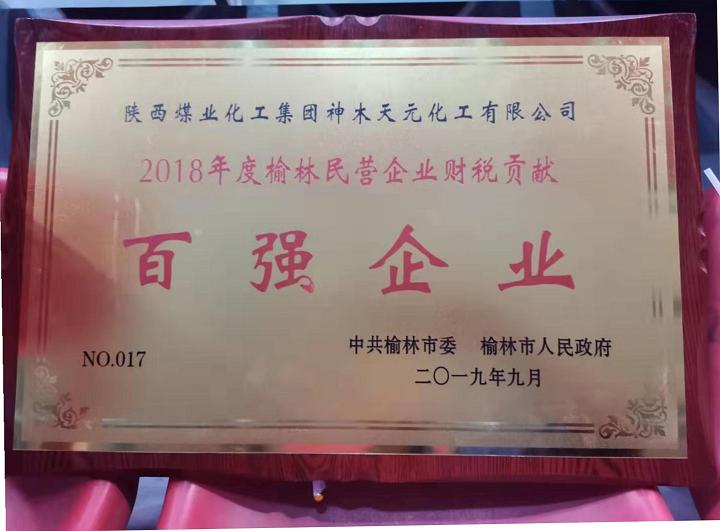 陕西煤业化工集团神木天元化工有限公司
2018年度榆林民营企业财税贡献
百强企业
NO.017
中共榆林市委 榆林市人民政府
二〇一九年九月